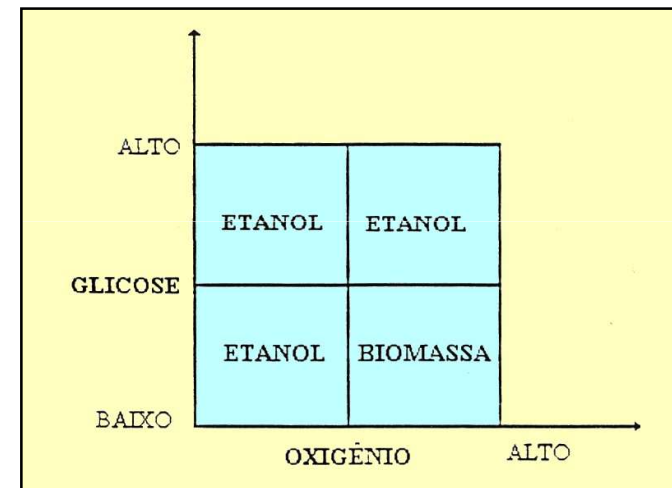 ALTO
ETANOL ETANOL
GLICOSE
ETANOL BIOMASSA
BAIXO
OXIGÊNIO ALTO